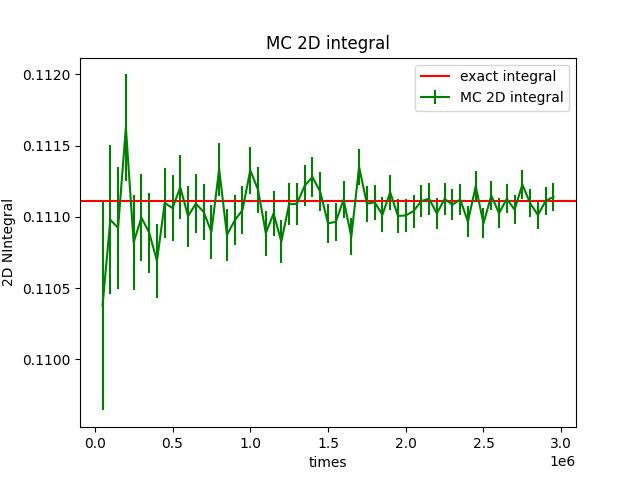 MC 2D integral
exact integral
MC 2D integral
2D NIntegral
0.1120
0.1115
0.1110
0.1105
0.1100
0.0 0.5 1.0 1.5 2.0 2.5 3.0
1e6
times